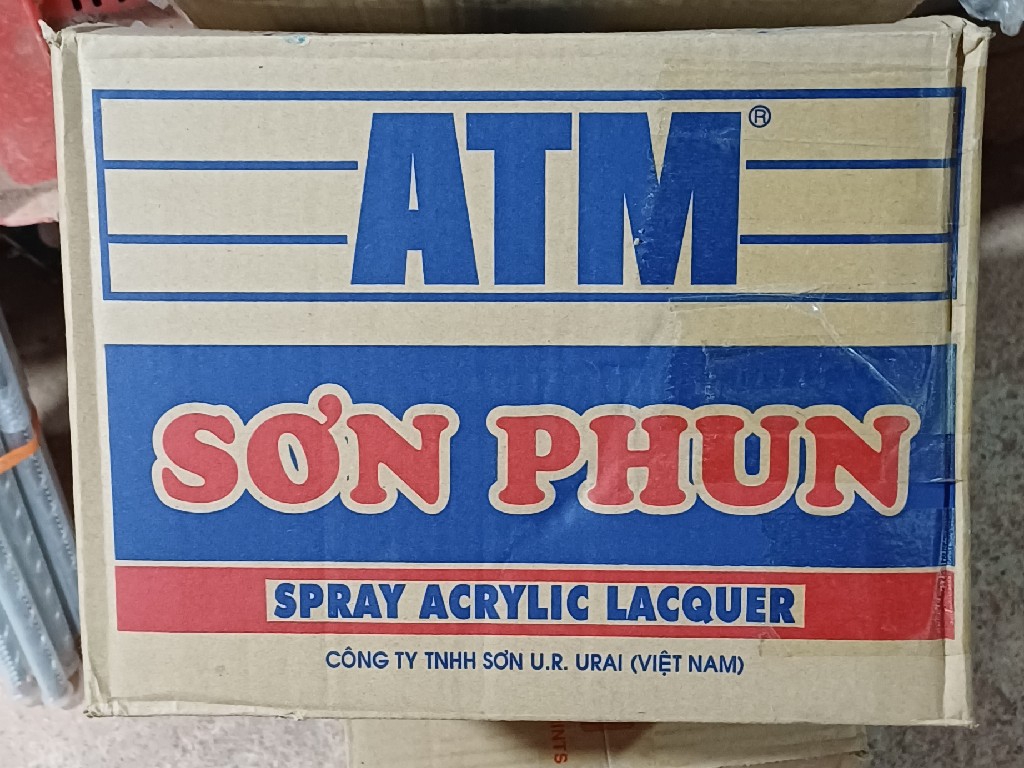 ATM®
SƠN PHUN
SPRAY ACRYLIC LACQUER
CÔNG TY TNHH SƠN U.R. URAI (VIỆT NAM)